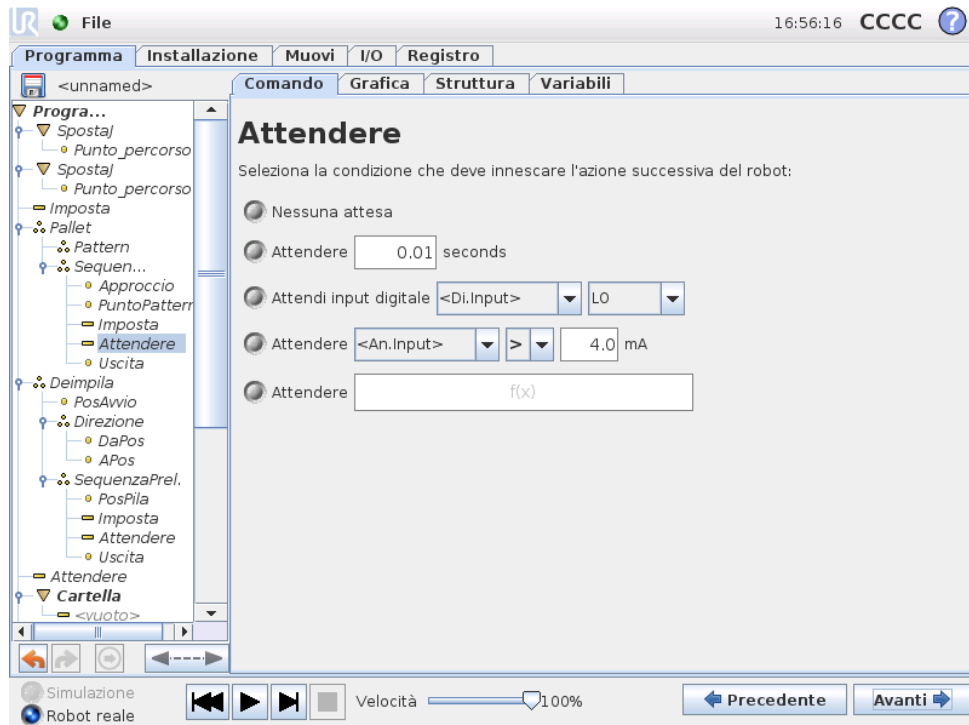 UR File 16:56:16 CCCC ?
Programma Installazione Muovi I/O Registro
<unnamed>
Comando Grafica Struttura Variabili
Progra...
SpostaJ
Punto_percorso
SpostaJ
Punto_percorso
Imposta
Pallet
Pattern
Sequen...
Approccio
PuntoPattern
Imposta
Attendere
Uscita
Deimpila
PosAvvio
Direzione
DaPos
APos
SequenzaPrel.
PosPila
Imposta
Attendere
Uscita
Attendere
Cartella
<vuoto>
Attendere
Seleziona la condizione che deve innescare l'azione successiva del robot:
Nessuna attesa
Attendere 0.01 seconds
Attendi input digitale <Di.Input> LO
Attendere <An.Input> > 4.0 mA
Attendere f(x)
Simulazione
Robot reale
Velocità 100%
Precedente Avanti